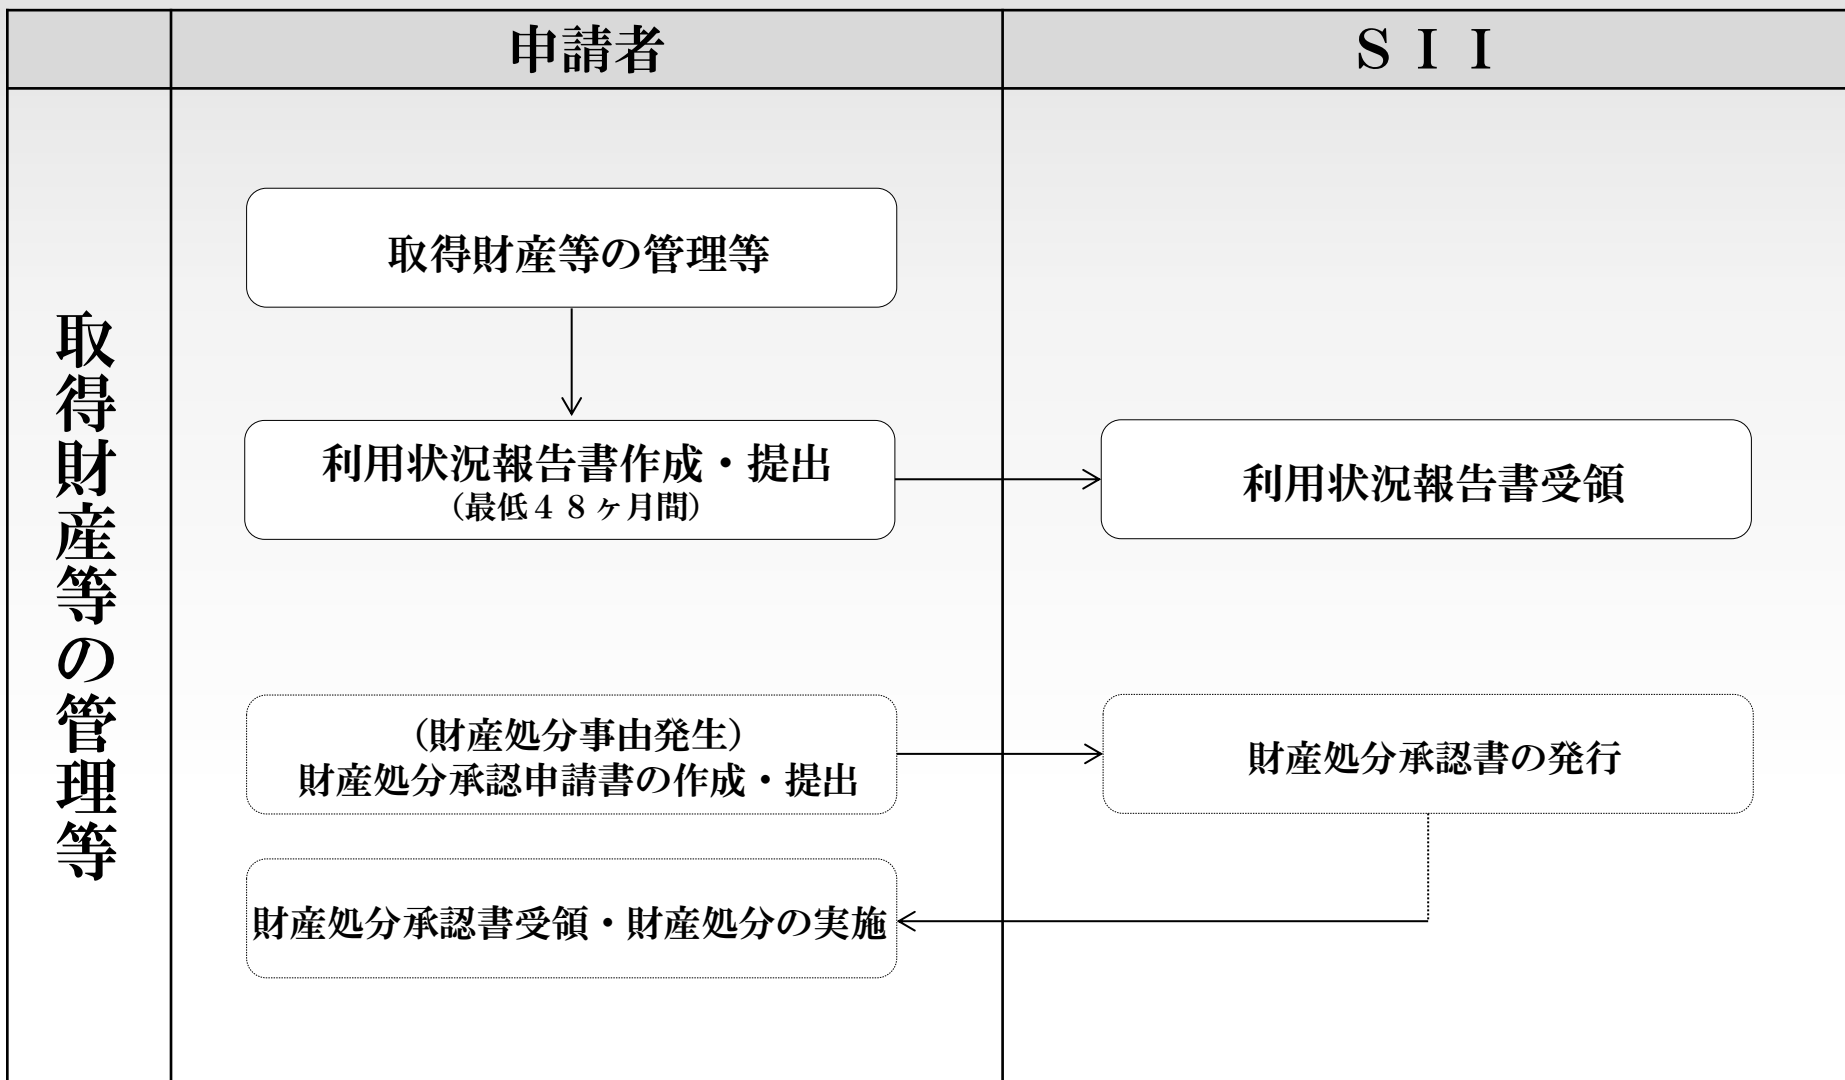 申請者
ＳＩＩ
取得財産等の管理等
取得財産等の管理等
利用状況報告書作成・提出
（最低４８ヶ月間）
利用状況報告書受領
（財産処分事由発生）
財産処分承認申請書の作成・提出
財産処分承認書の発行
財産処分承認書受領・財産処分の実施